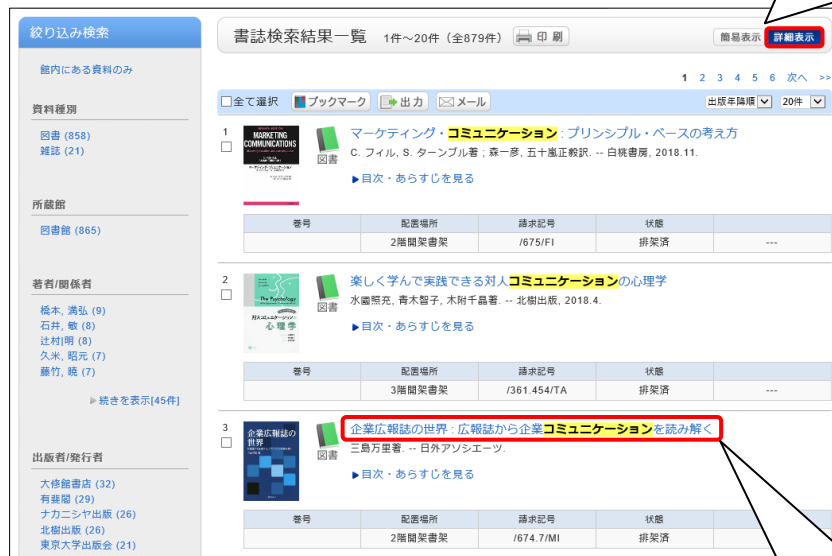 絞り込み検索
館内にある資料のみ
資料種別
図書 (858)
雑誌 (21)
所蔵館
図書館 (865)
著者/関係者
橋本, 満弘 (9)
石井, 敏 (8)
辻村|明 (8)
久米, 昭元 (7)
藤竹, 暁 (7)
▶続きを表示[45件]
出版者/発行者
大修館書店 (32)
有斐閣 (29)
ナカニシヤ出版 (26)
北樹出版 (26)
東京大学出版会 (21)
書誌検索結果一覧 1件～20件 (全879件) 印 刷 簡易表示 詳細表示
1 2 3 4 5 6 次へ >>
全て選択 ブックマーク 出力 メール 出版年降順 20件
1 MARKETING COMMUNICATIONS 図書 マーケティング・コミュニケーション : プリンシプル・ベースの考え方
C. フィル, S. ターンブル著 ; 森一彦, 五十嵐正毅訳. -- 白桃書房, 2018.11.
▶目次・あらすじを見る
巻号 配置場所 請求記号 状態
2階開架書架 /675/FI 排架済 ---
2 The Psychology 心理学 図書 楽しく学んで実践できる対人コミュニケーションの心理学
水國照充, 青木智子, 木附千晶著. -- 北樹出版, 2018.4.
▶目次・あらすじを見る
巻号 配置場所 請求記号 状態
3階開架書架 /361.454/TA 排架済 ---
3 企業広報誌の世界 図書 企業広報誌の世界 : 広報誌から企業コミュニケーションを読み解く
三島万里著. -- 日外アソシエーツ.
▶目次・あらすじを見る
巻号 配置場所 請求記号 状態
2階開架書架 /674.7/MI 排架済